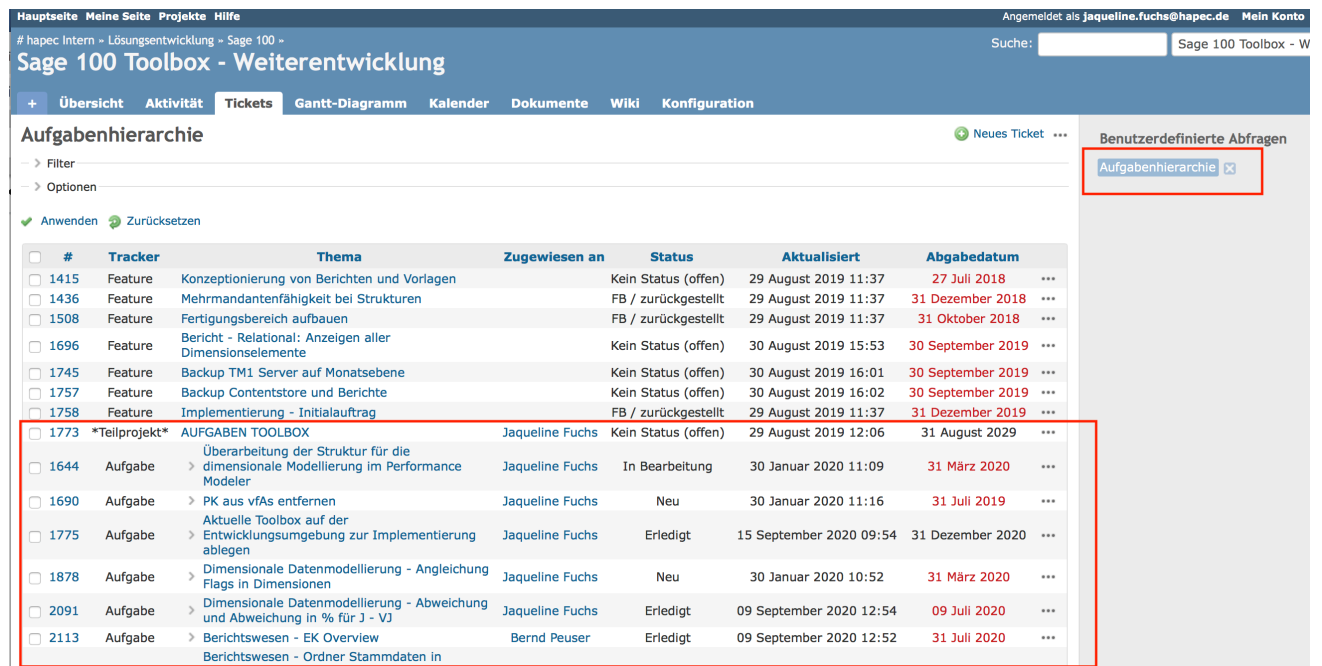 Hauptseite Meine Seite Projekte Hilfe
Angemeldet als jaqueline.fuchs@hapec.de Mein Konto
# hapec Intern » Lösungsentwicklung » Sage 100 »
Suche:
Sage 100 Toolbox - W
Sage 100 Toolbox - Weiterentwicklung
+ Übersicht Aktivität Tickets Gantt-Diagramm Kalender Dokumente Wiki Konfiguration
Aufgabenhierarchie
Neues Ticket •••
Benutzerdefinierte Abfragen
Aufgabenhierarchie
> Filter
> Optionen
Anwenden Zurücksetzen
# Tracker Thema Zugewiesen an Status Aktualisiert Abgabedatum
1415 Feature Konzeptionierung von Berichten und Vorlagen Kein Status (offen) 29 August 2019 11:37 27 Juli 2018 •••
1436 Feature Mehrmandantenfähigkeit bei Strukturen FB / zurückgestellt 29 August 2019 11:37 31 Dezember 2018 •••
1508 Feature Fertigungsbereich aufbauen FB / zurückgestellt 29 August 2019 11:37 31 Oktober 2018 •••
1696 Feature Bericht - Relational: Anzeigen aller
Dimensionselemente Kein Status (offen) 30 August 2019 15:53 30 September 2019 •••
1745 Feature Backup TM1 Server auf Monatsebene Kein Status (offen) 30 August 2019 16:01 30 September 2019 •••
1757 Feature Backup Contentstore und Berichte Kein Status (offen) 30 August 2019 16:02 30 September 2019 •••
1758 Feature Implementierung - Initialauftrag FB / zurückgestellt 29 August 2019 11:37 31 Dezember 2019 •••
1773 *Teilprojekt* AUFGABEN TOOLBOX Jaqueline Fuchs Kein Status (offen) 29 August 2019 12:06 31 August 2029 •••
Überarbeitung der Struktur für die
1644 Aufgabe > dimensionale Modellierung im Performance Jaqueline Fuchs In Bearbeitung 30 Januar 2020 11:09 31 März 2020 •••
Modeler
1690 Aufgabe > PK aus vfAs entfernen Jaqueline Fuchs Neu 30 Januar 2020 11:16 31 Juli 2019 •••
Aktuelle Toolbox auf der
1775 Aufgabe > Entwicklungsumgebung zur Implementierung Jaqueline Fuchs Erledigt 15 September 2020 09:54 31 Dezember 2020 •••
ablegen
1878 Aufgabe > Dimensionale Datenmodellierung - Angleichung
Flags in Dimensionen Jaqueline Fuchs Neu 30 Januar 2020 10:52 31 März 2020 •••
2091 Aufgabe > Dimensionale Datenmodellierung - Abweichung
und Abweichung in % für J - VJ Jaqueline Fuchs Erledigt 09 September 2020 12:54 09 Juli 2020 •••
2113 Aufgabe > Berichtswesen - EK Overview Bernd Peuser Erledigt 09 September 2020 12:52 31 Juli 2020 •••
Berichtswesen - Ordner Stammdaten in